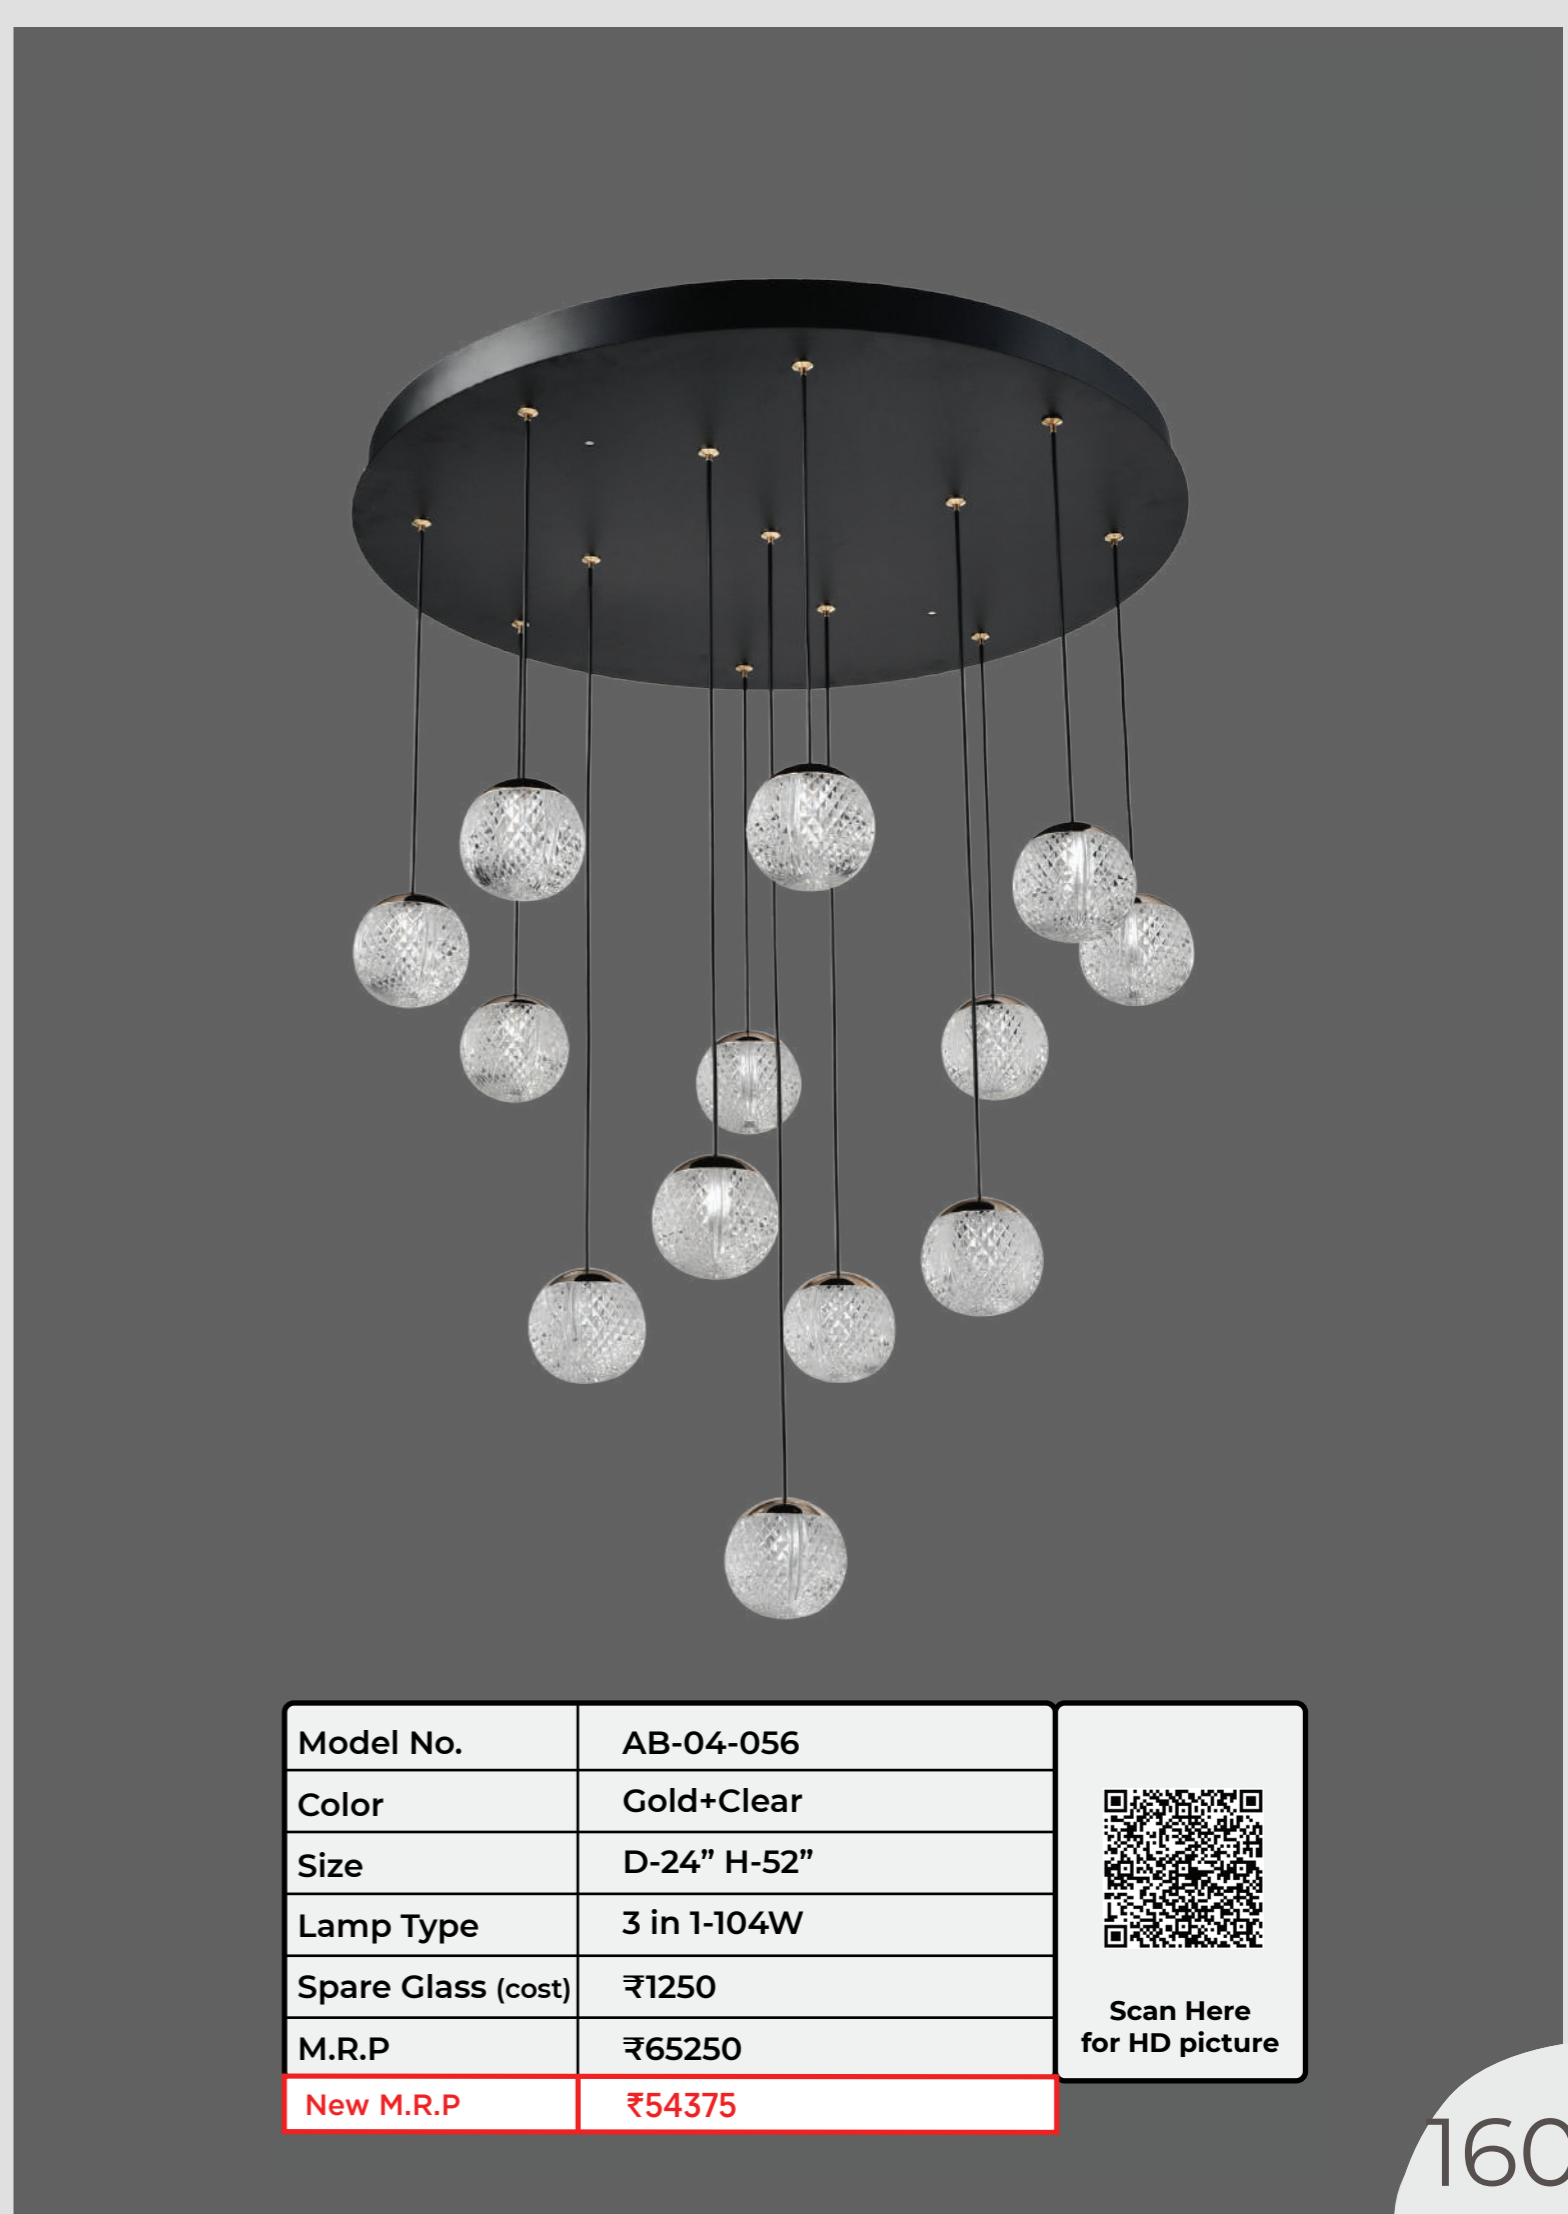 Model No. AB-04-056
Color Gold+Clear
Size D-24” H-52”
Lamp Type 3 in 1-104W
Spare Glass (cost) ₹1250
M.R.P ₹65250
New M.R.P ₹54375
Scan Here
for HD picture
160